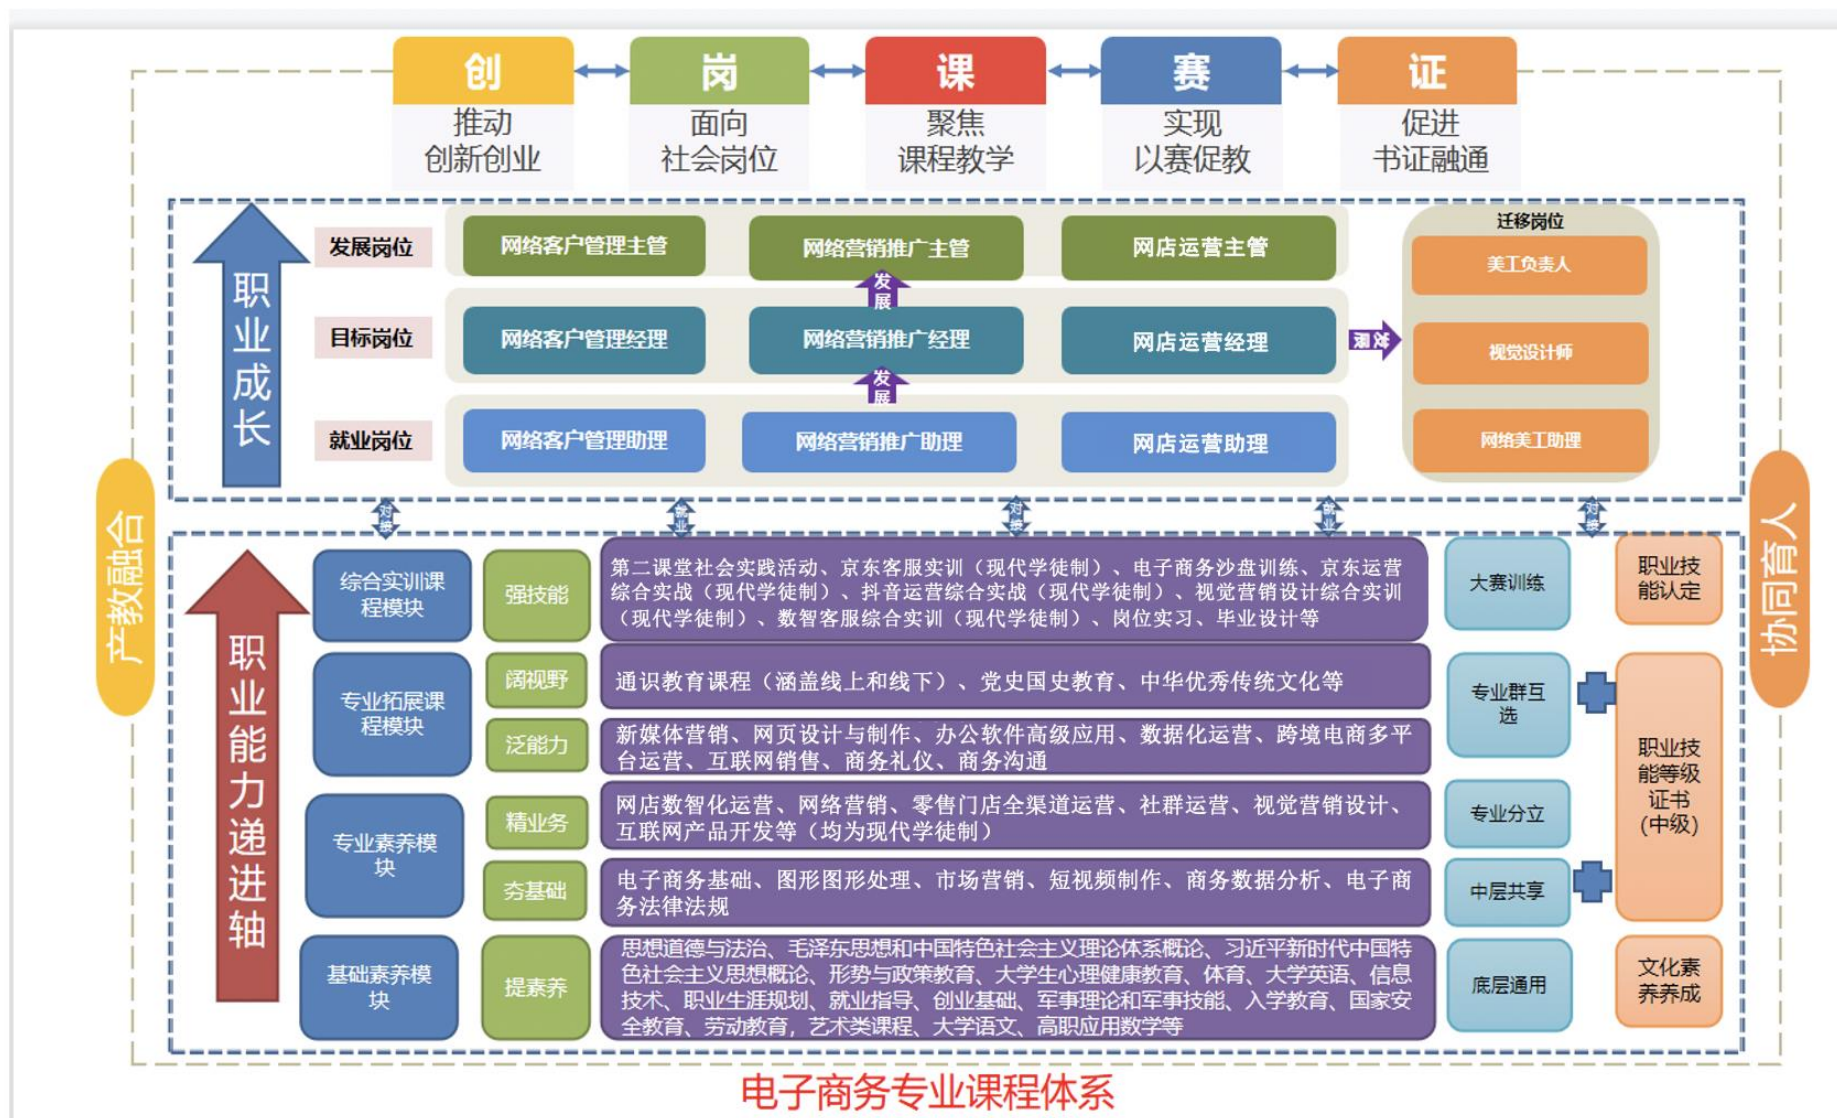 创
岗
课
赛
证
推动
创新创业
面向
社会岗位
聚焦
课程教学
实现
以赛促教
促进
书证融通
职业成长
发展岗位
网络客户管理主管
网络营销推广主管
网店运营主管
发展
目标岗位
网络客户管理经理
网络营销推广经理
网店运营经理
发展
发展
就业岗位
网络客户管理助理
网络营销推广助理
网店运营助理
迁移岗位
美工负责人
视觉设计师
网络美工助理
产教融合
协同育人
对接
就业
对接
就业
对接
职业能力递进轴
综合实训课
程模块
强技能
第二课堂社会实践活动、京东客服实训（现代学徒制）、电子商务沙盘训练、京东运营
综合实战（现代学徒制）、抖音运营综合实战（现代学徒制）、视觉营销设计综合实训
（现代学徒制）、数智客服综合实训（现代学徒制）、岗位实习、毕业设计等
大赛训练
职业技
能认定
专业拓展课
程模块
阔视野
通识教育课程（涵盖线上和线下）、党史国史教育、中华优秀传统文化等
泛能力
新媒体营销、网页设计与制作、办公软件高级应用、数据化运营、跨境电商多平
台运营、互联网销售、商务礼仪、商务沟通
专业群互
选
职业技
能等级
证书
（中级）
专业素养模
块
精业务
网店数智化运营、网络营销、零售门店全渠道运营、社群运营、视觉营销设计、
互联网产品开发等（均为现代学徒制）
专业分立
夯基础
电子商务基础、图形图形处理、市场营销、短视频制作、商务数据分析、电子商
务法律法规
中层共享
基础素养模
块
提素养
思想道德与法治、毛泽东思想和中国特色社会主义理论体系概论、习近平新时代中国特
色社会主义思想概论、形势与政策教育、大学生心理健康教育、体育、大学英语、信息
技术、职业生涯规划、就业指导、创业基础、军事理论和军事技能、入学教育、国家安
全教育、劳动教育，艺术类课程、大学语文、高职应用数学等
底层通用
文化素
养养成
电子商务专业课程体系